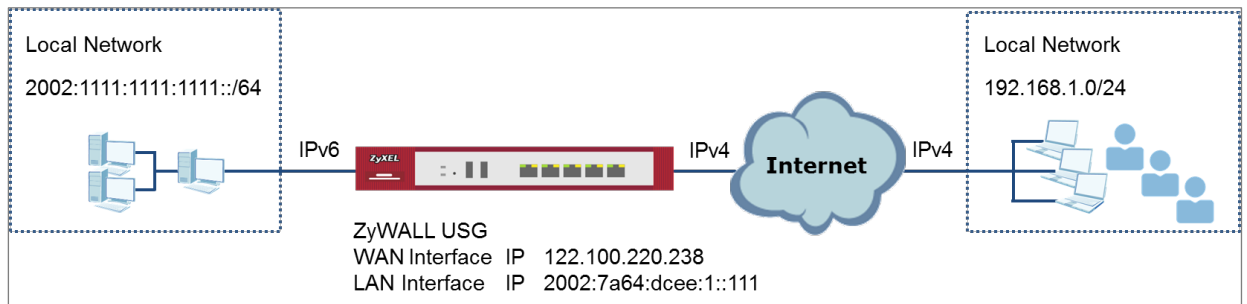 Local Network
2002:1111:1111:1111::/64
IPv6
ZyXEL
IPv4
Internet
IPv4
Local Network
192.168.1.0/24
ZyWALL USG
WAN Interface IP 122.100.220.238
LAN Interface IP 2002:7a64:dcee:1::111